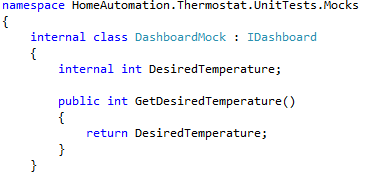 namespace HomeAutomation.Thermostat.UnitTests.Mocks
{
    internal class DashboardMock : IDashboard
    {
        internal int DesiredTemperature;

        public int GetDesiredTemperature()
        {
            return DesiredTemperature;
        }
    }